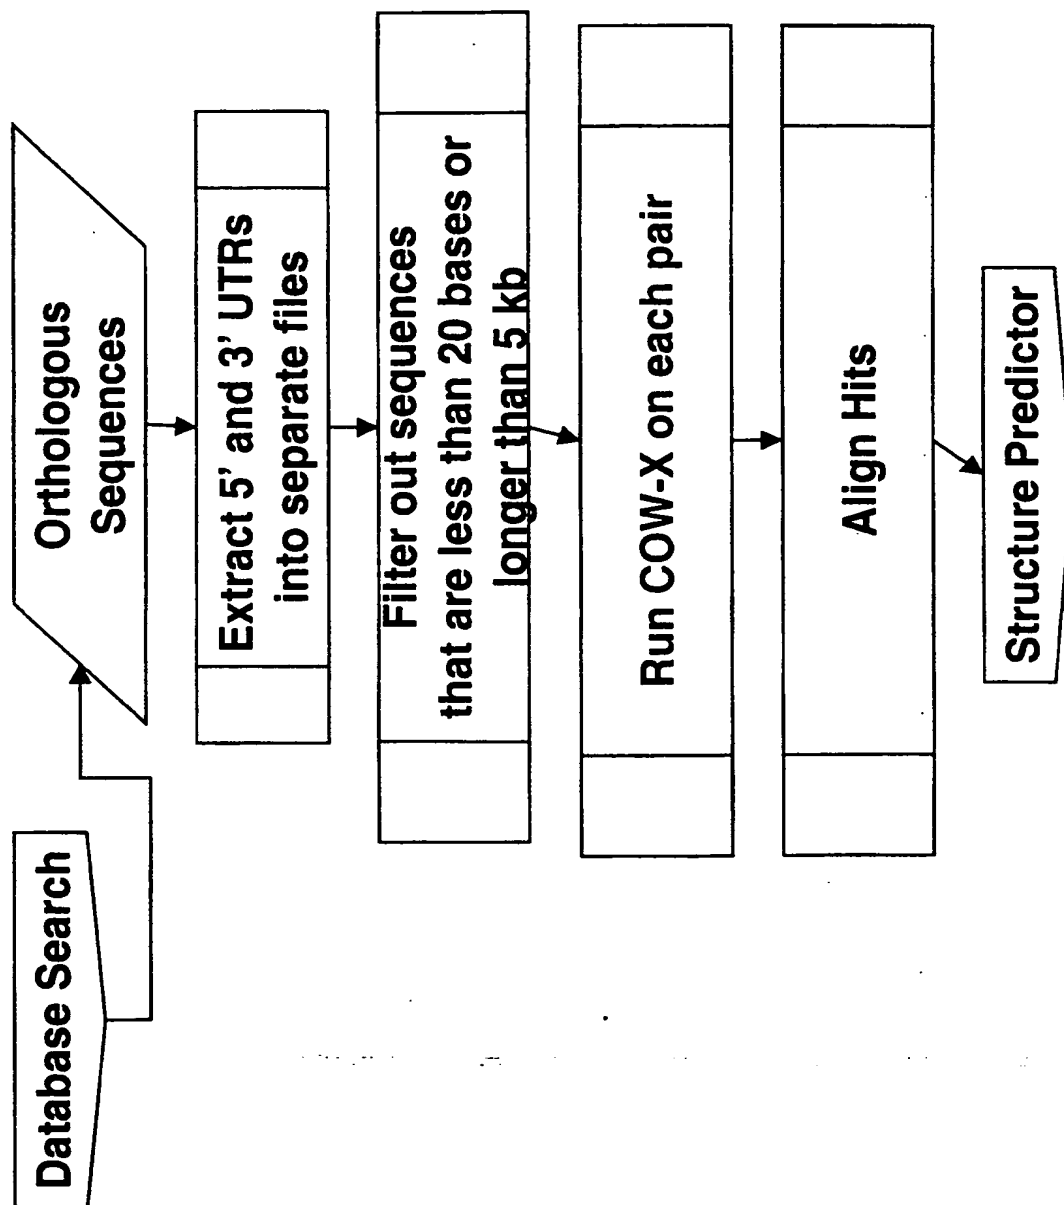 Database Search
Orthologous
Sequences
Extract 5' and 3' UTRs
into separate files
Filter out sequences
that are less than 20 bases or
longer than 5 kb
Run COW-X on each pair
Align Hits
Structure Predictor